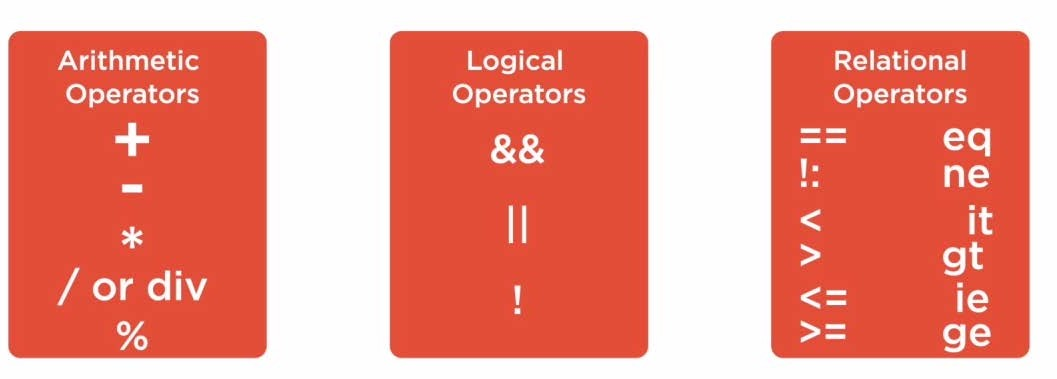 Arithmetic
Operators
+
-
*
/ or div
%
Logical
Operators
&&
||
!
Relational
Operators
== eq
!: ne
< it
> gt
<= ie
>= ge